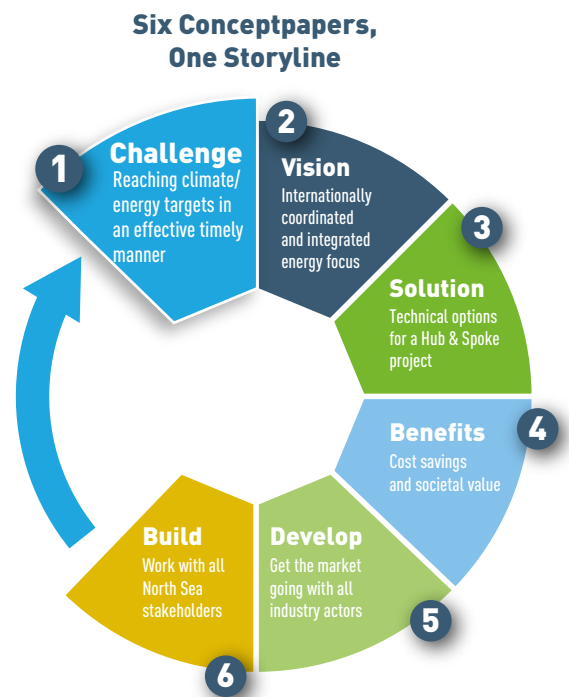 Six Conceptpapers,
One Storyline
1
Challenge
Reaching climate/
energy targets in
an effective timely
manner
2
Vision
Internationally
coordinated
and integrated
energy focus
3
Solution
Technical options
for a Hub & Spoke
project
4
Benefits
Cost savings
and societal value
5
Develop
Get the market
going with all
industry actors
6
Build
Work with all
North Sea
stakeholders